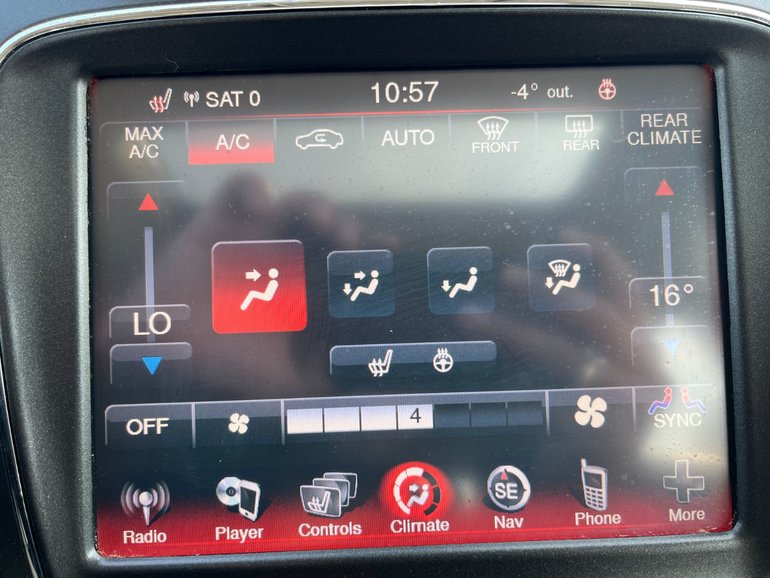 SAT 0 10:57 -4° out.
MAX A/C A/C AUTO FRONT REAR REAR CLIMATE
LO 16°
OFF 4 SYNC
Radio Player Controls Climate SE Nav Phone More